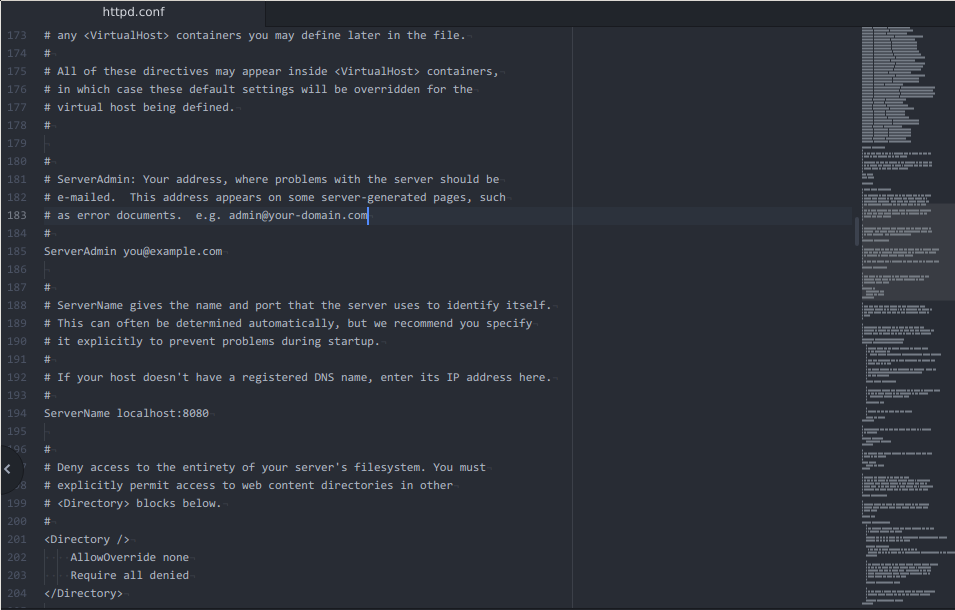 httpd.conf
173 # any <VirtualHost> containers you may define later in the file.
174 #
175 # All of these directives may appear inside <VirtualHost> containers,
176 # in which case these default settings will be overridden for the
177 # virtual host being defined.
178 #
179
180 #
181 # ServerAdmin: Your address, where problems with the server should be
182 # e-mailed.  This address appears on some server-generated pages, such
183 # as error documents.  e.g. admin@your-domain.com
184 #
185 ServerAdmin you@example.com
186
187 #
188 # ServerName gives the name and port that the server uses to identify itself.
189 # This can often be determined automatically, but we recommend you specify
190 # it explicitly to prevent problems during startup.
191 #
192 # If your host doesn't have a registered DNS name, enter its IP address here.
193 #
194 ServerName localhost:8080
195
96 #
# Deny access to the entirety of your server's filesystem. You must
98 # explicitly permit access to web content directories in other
199 # <Directory> blocks below.
200 #
201 <Directory />
202     AllowOverride none
203     Require all denied
204 </Directory>